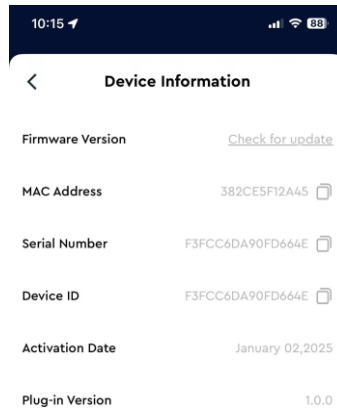 10:15
88
Device Information
Firmware Version Check for update
MAC Address 382CE5F12A45
Serial Number F3FCC6DA90FD664E
Device ID F3FCC6DA90FD664E
Activation Date January 02,2025
Plug-in Version 1.0.0